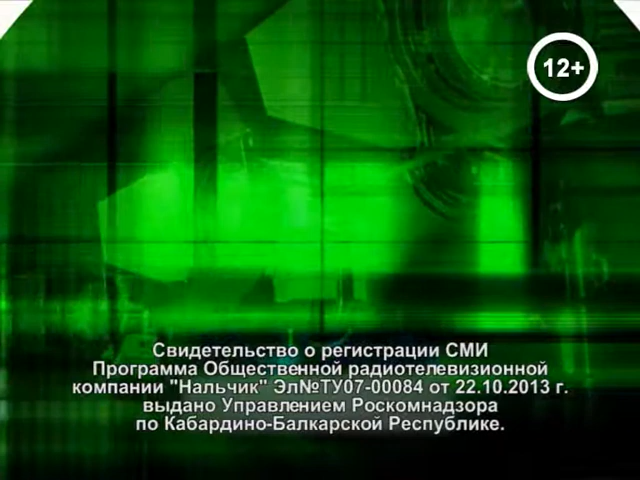 12+
Свидетельство о регистрации СМИ
Программа Общественной радиотелевизионной
компании "Нальчик" Эл№ТУ07-00084 от 22.10.2013 г.
выдано Управлением Роскомнадзора
по Кабардино-Балкарской Республике.